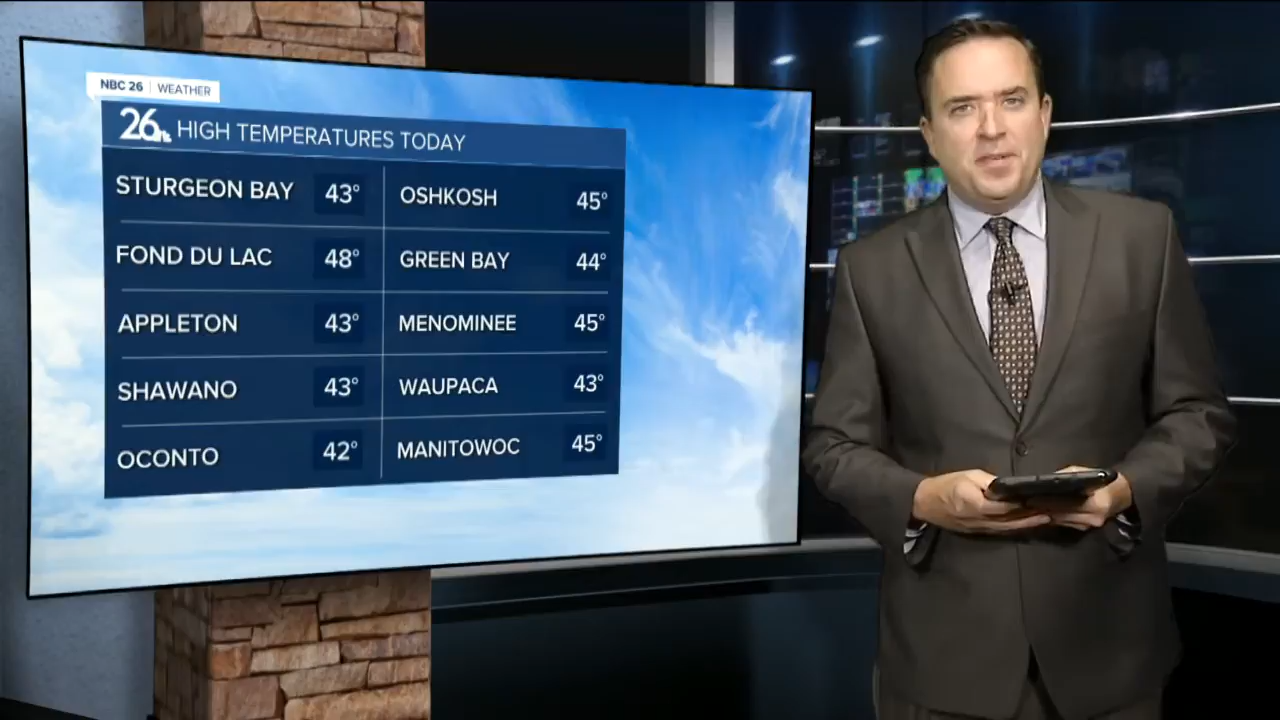 NBC 26 | WEATHER
26 HIGH TEMPERATURES TODAY
STURGEON BAY 43°
OSHKOSH 45°
FOND DU LAC 48°
GREEN BAY 44°
APPLETON 43°
MENOMINEE 45°
SHAWANO 43°
WAUPACA 43°
OCONTO 42°
MANITOWOC 45°